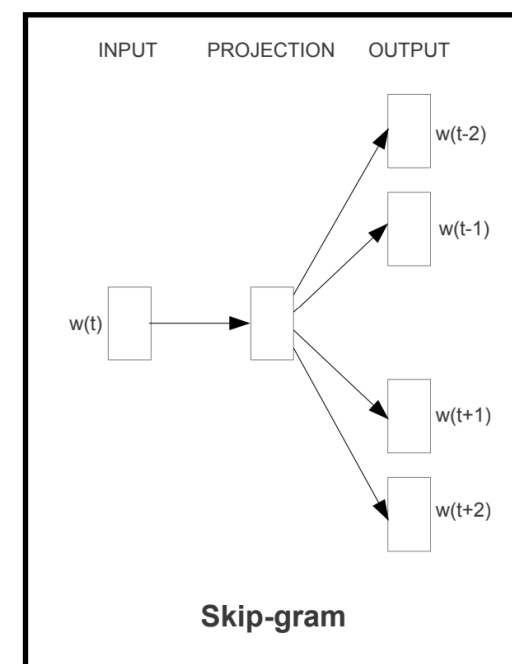 INPUT PROJECTION OUTPUT
w(t-2)
w(t-1)
w(t)
w(t+1)
w(t+2)
Skip-gram